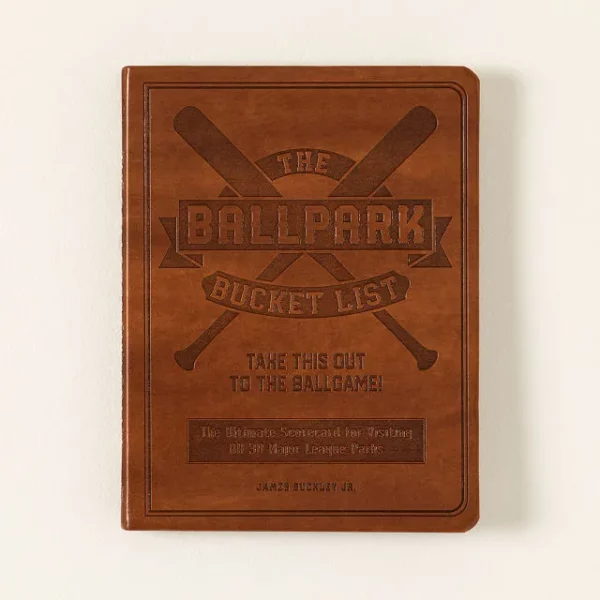 THE
BALLPARK
BUCKET LIST
TAKE THIS OUT
TO THE BALLGAME!
The Ultimate Scorecard for Visiting
All 30 Major League Parks
JAMES BUCKLEY JR.